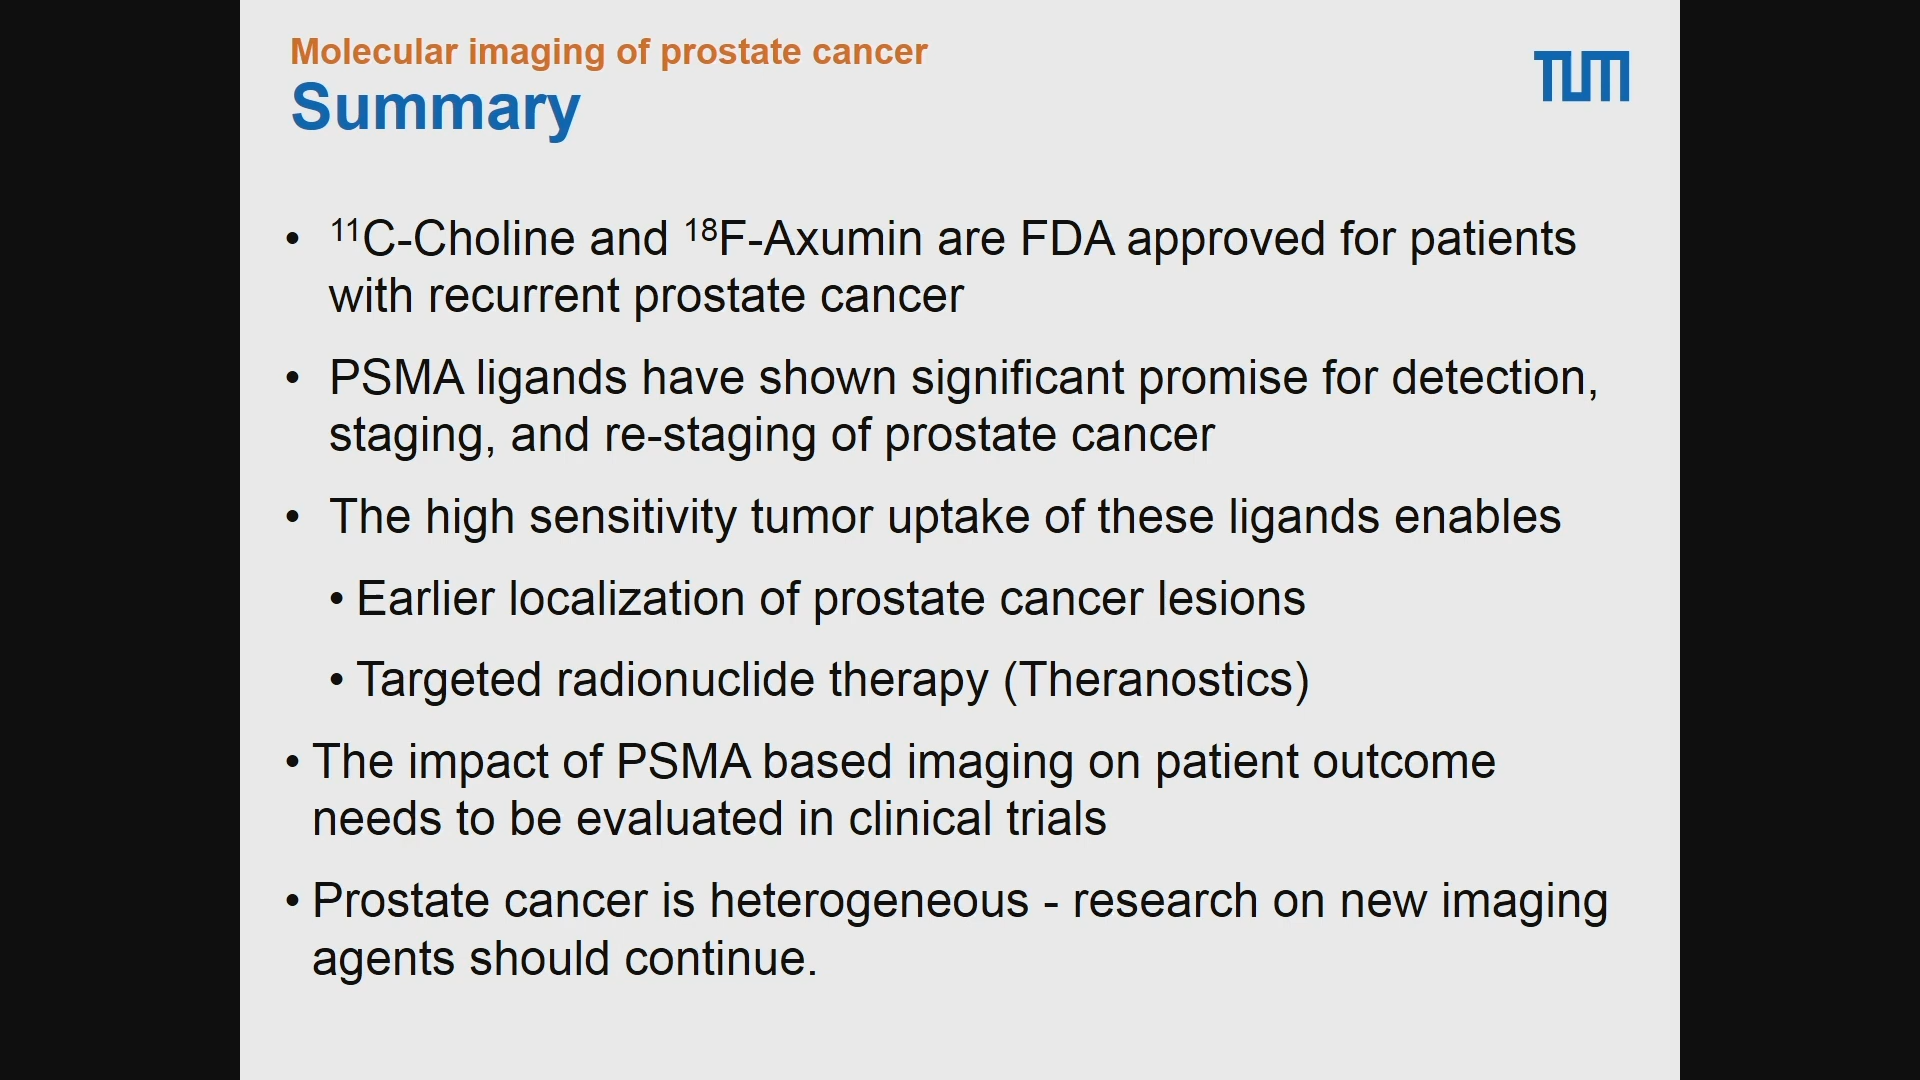 Molecular imaging of prostate cancer
TUM
Summary
• ¹¹C-Choline and ¹⁸F-Axumin are FDA approved for patients
with recurrent prostate cancer
• PSMA ligands have shown significant promise for detection,
staging, and re-staging of prostate cancer
• The high sensitivity tumor uptake of these ligands enables
• Earlier localization of prostate cancer lesions
• Targeted radionuclide therapy (Theranostics)
• The impact of PSMA based imaging on patient outcome
needs to be evaluated in clinical trials
• Prostate cancer is heterogeneous - research on new imaging
agents should continue.